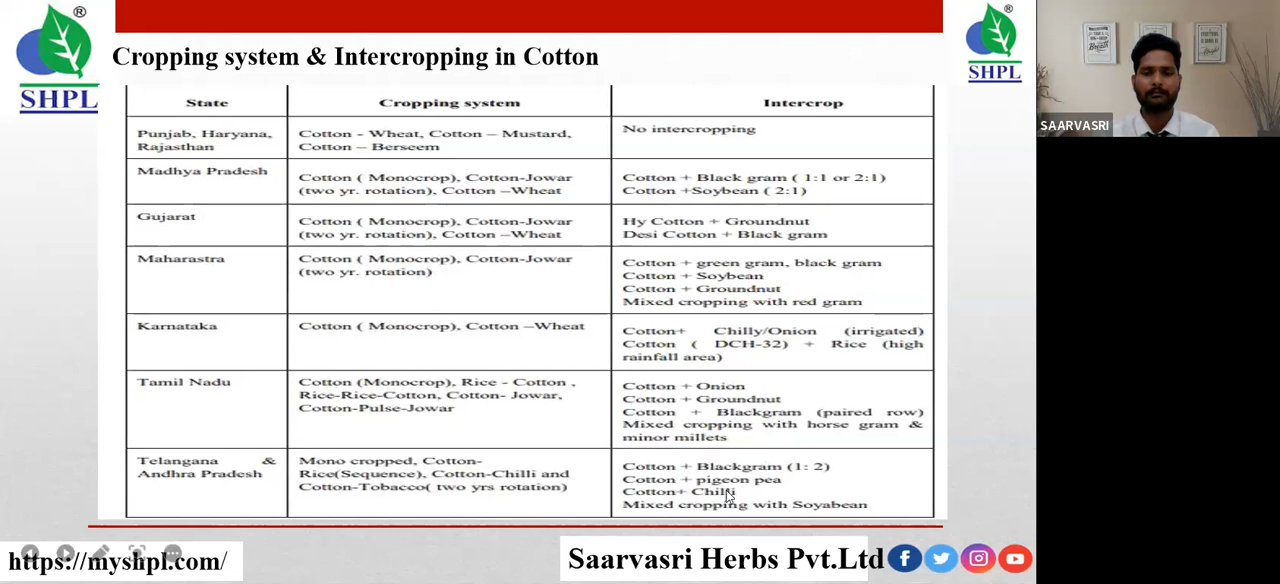 ®
SHPL
Cropping system & Intercropping in Cotton
®
SHPL
SAARVASRI
State Cropping system Intercrop
Punjab, Haryana, Rajasthan
Cotton - Wheat, Cotton – Mustard,
Cotton – Berseem
No intercropping
Madhya Pradesh
Cotton ( Monocrop), Cotton-Jowar
(two yr. rotation), Cotton –Wheat
Cotton + Black gram ( 1:1 or 2:1)
Cotton +Soybean ( 2:1)
Gujarat
Cotton ( Monocrop), Cotton-Jowar
(two yr. rotation), Cotton –Wheat
Hy Cotton + Groundnut
Desi Cotton + Black gram
Maharastra
Cotton ( Monocrop), Cotton-Jowar
(two yr. rotation)
Cotton + green gram, black gram
Cotton + Soybean
Cotton + Groundnut
Mixed cropping with red gram
Karnataka
Cotton ( Monocrop), Cotton –Wheat
Cotton+ Chilly/Onion (irrigated)
Cotton ( DCH-32) + Rice (high
rainfall area)
Tamil Nadu
Cotton (Monocrop), Rice - Cotton ,
Rice-Rice-Cotton, Cotton- Jowar,
Cotton-Pulse-Jowar
Cotton + Onion
Cotton + Groundnut
Cotton + Blackgram (paired row)
Mixed cropping with horse gram &
minor millets
Telangana &
Andhra Pradesh
Mono cropped, Cotton-
Rice(Sequence), Cotton-Chilli and
Cotton-Tobacco( two yrs rotation)
Cotton + Blackgram (1: 2)
Cotton + pigeon pea
Cotton+ Chilli
Mixed cropping with Soyabean
https://myshpl.com/
Saarvasri Herbs Pvt.Ltd